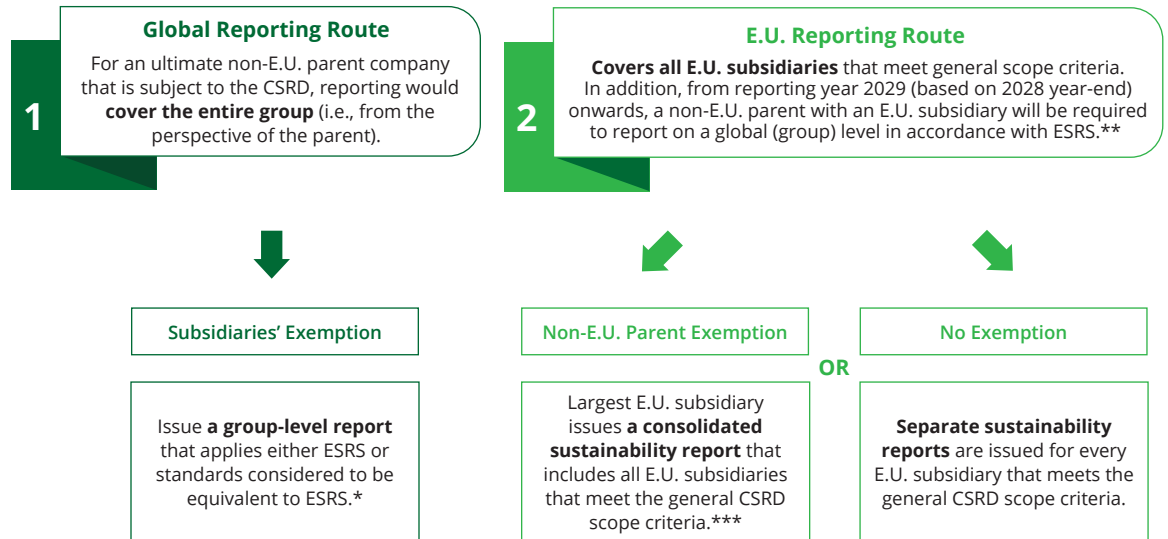 1
Global Reporting Route
For an ultimate non-E.U. parent company
that is subject to the CSRD, reporting would
cover the entire group (i.e., from the
perspective of the parent).
2
E.U. Reporting Route
Covers all E.U. subsidiaries that meet general scope criteria.
In addition, from reporting year 2029 (based on 2028 year-end)
onwards, a non-E.U. parent with an E.U. subsidiary will be required
to report on a global (group) level in accordance with ESRS.**
Subsidiaries’ Exemption
Issue a group-level report
that applies either ESRS or
standards considered to be
equivalent to ESRS.*
Non-E.U. Parent Exemption
Largest E.U. subsidiary
issues a consolidated
sustainability report that
includes all E.U. subsidiaries
that meet the general CSRD
scope criteria.***
OR
No Exemption
Separate sustainability
reports are issued for every
E.U. subsidiary that meets the
general CSRD scope criteria.